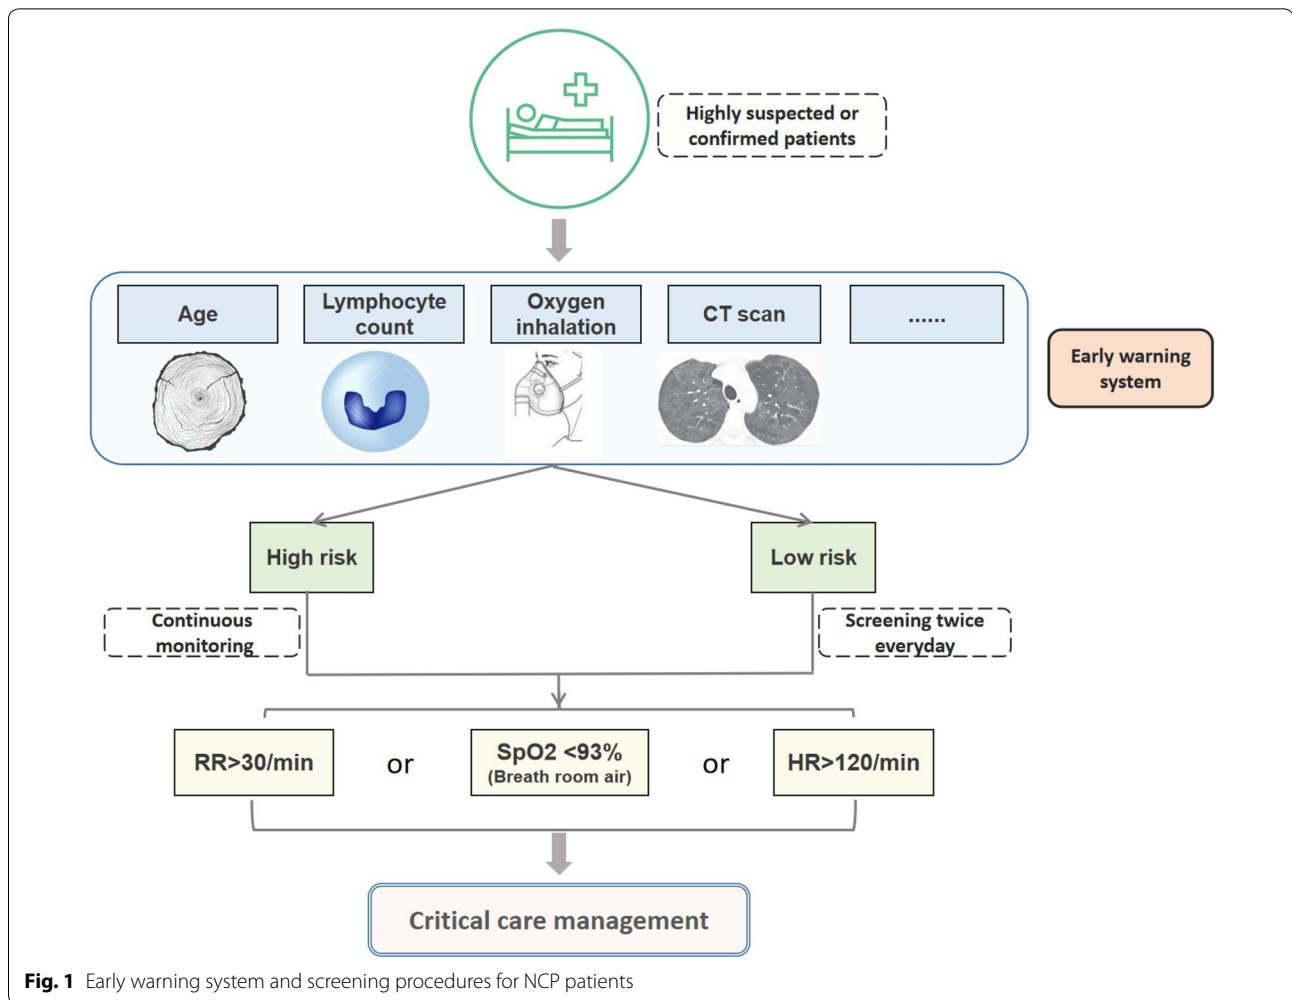 Highly suspected or
confirmed patients
Age
Lymphocyte
count
Oxygen
inhalation
CT scan
......
Early warning
system
High risk
Low risk
Continuous
monitoring
Screening twice
everyday
RR>30/min
or
SpO2 <93%
(Breath room air)
or
HR>120/min
Critical care management
Fig. 1 Early warning system and screening procedures for NCP patients